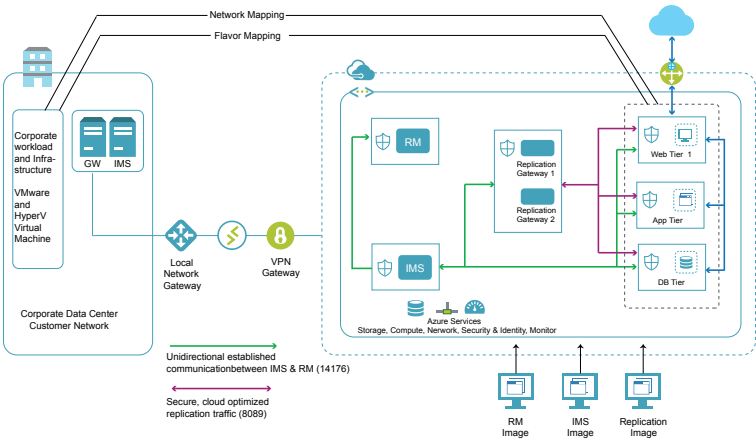 Network Mapping
Flavor Mapping
Corporate
workload
and Infra-
structure
VMware
and
HyperV
Virtual
Machine
GW
IMS
Corporate Data Center
Customer Network
Local
Network
Gateway
VPN
Gateway
RM
IMS
Replication
Gateway 1
Replication
Gateway 2
Web Tier 1
App Tier
DB Tier
Azure Services
Storage, Compute, Network, Security & Identity, Monitor
Unidirectional established
communicationbetween IMS & RM (14176)
Secure, cloud optimized
replication traffic (8089)
RM
Image
IMS
Image
Replication
Image